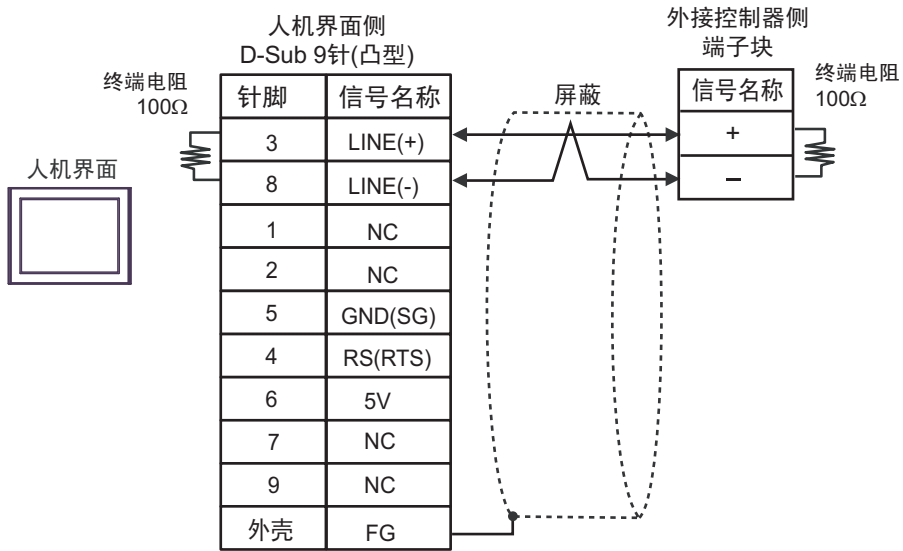 人机界面侧
D-Sub 9针(凸型)
外接控制器侧
端子块
终端电阻
100Ω
针脚 信号名称
屏蔽
信号名称
终端电阻
100Ω
3 LINE(+)
+
人机界面
8 LINE(-)
–
1 NC
2 NC
5 GND(SG)
4 RS(RTS)
6 5V
7 NC
9 NC
外壳 FG